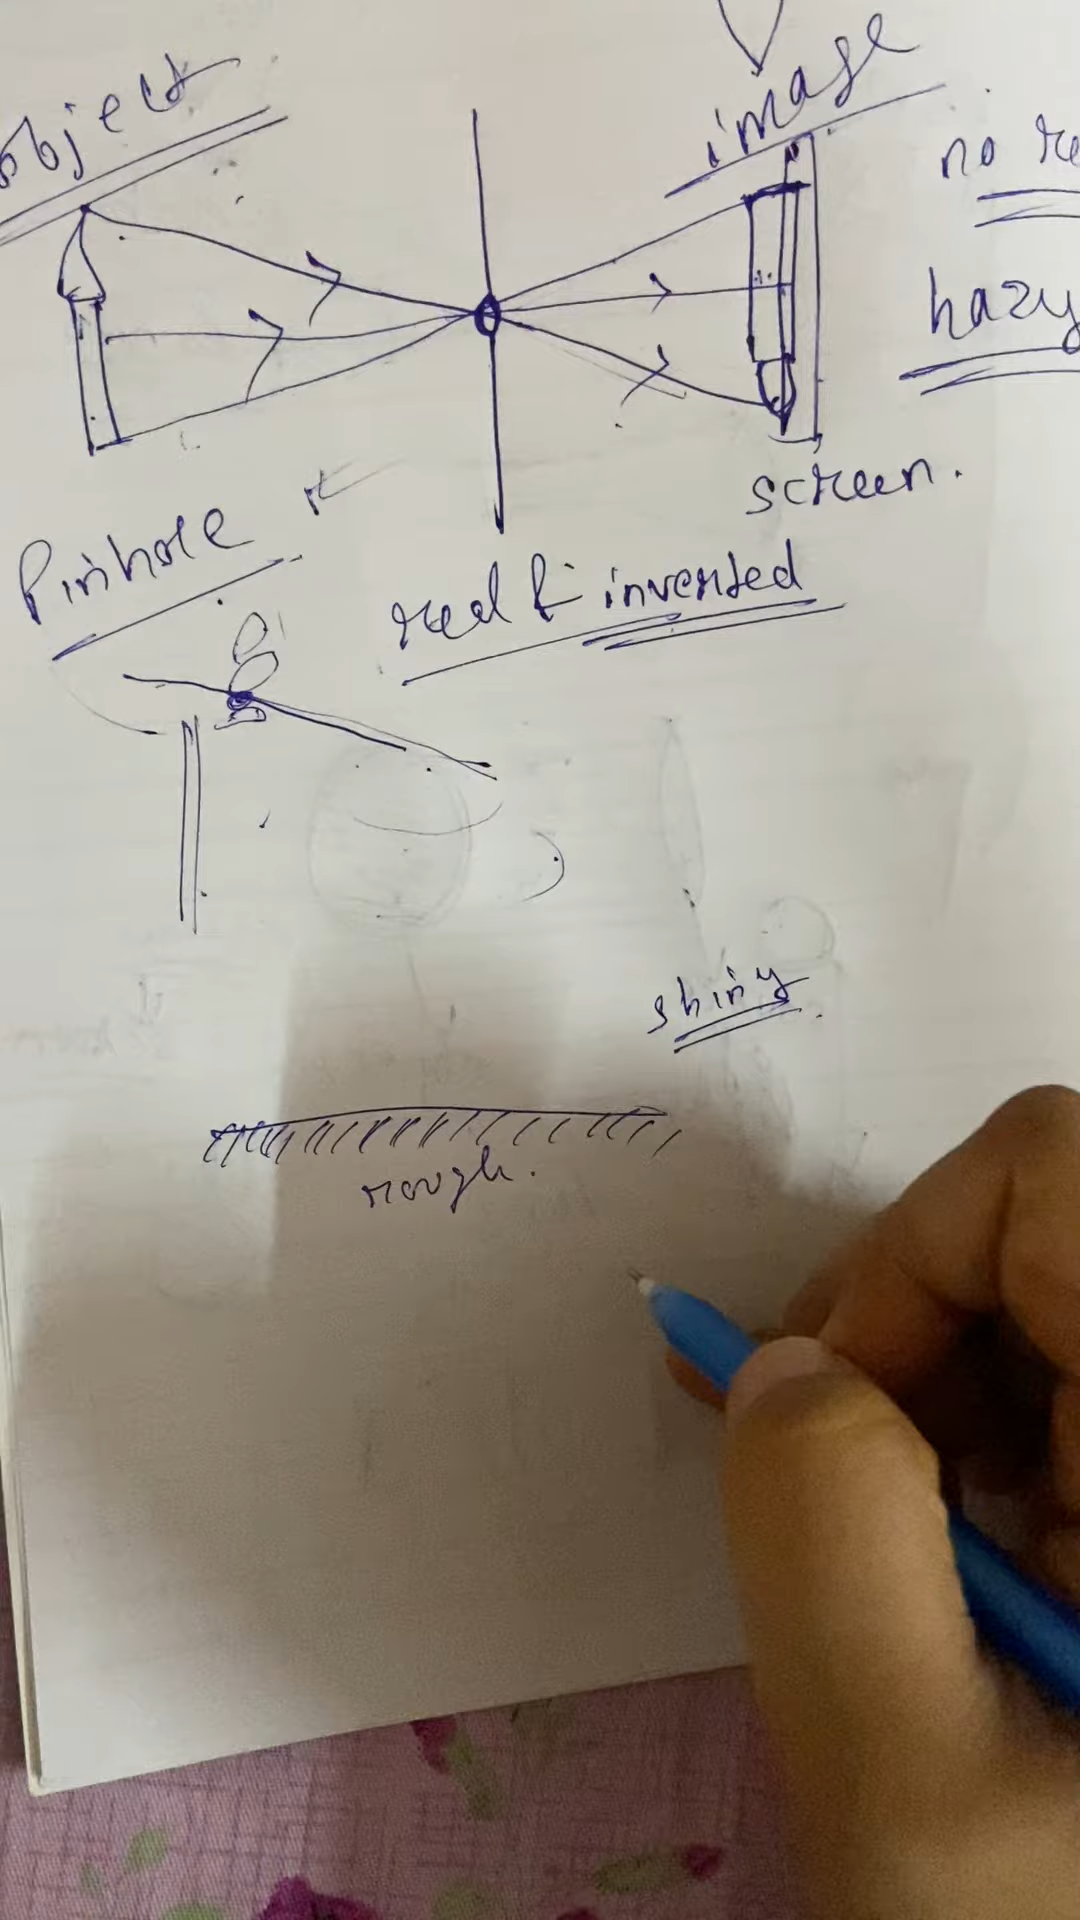 object
image
no re
hazy
screen.
Pinhole
real & inverted
shiny
rough.